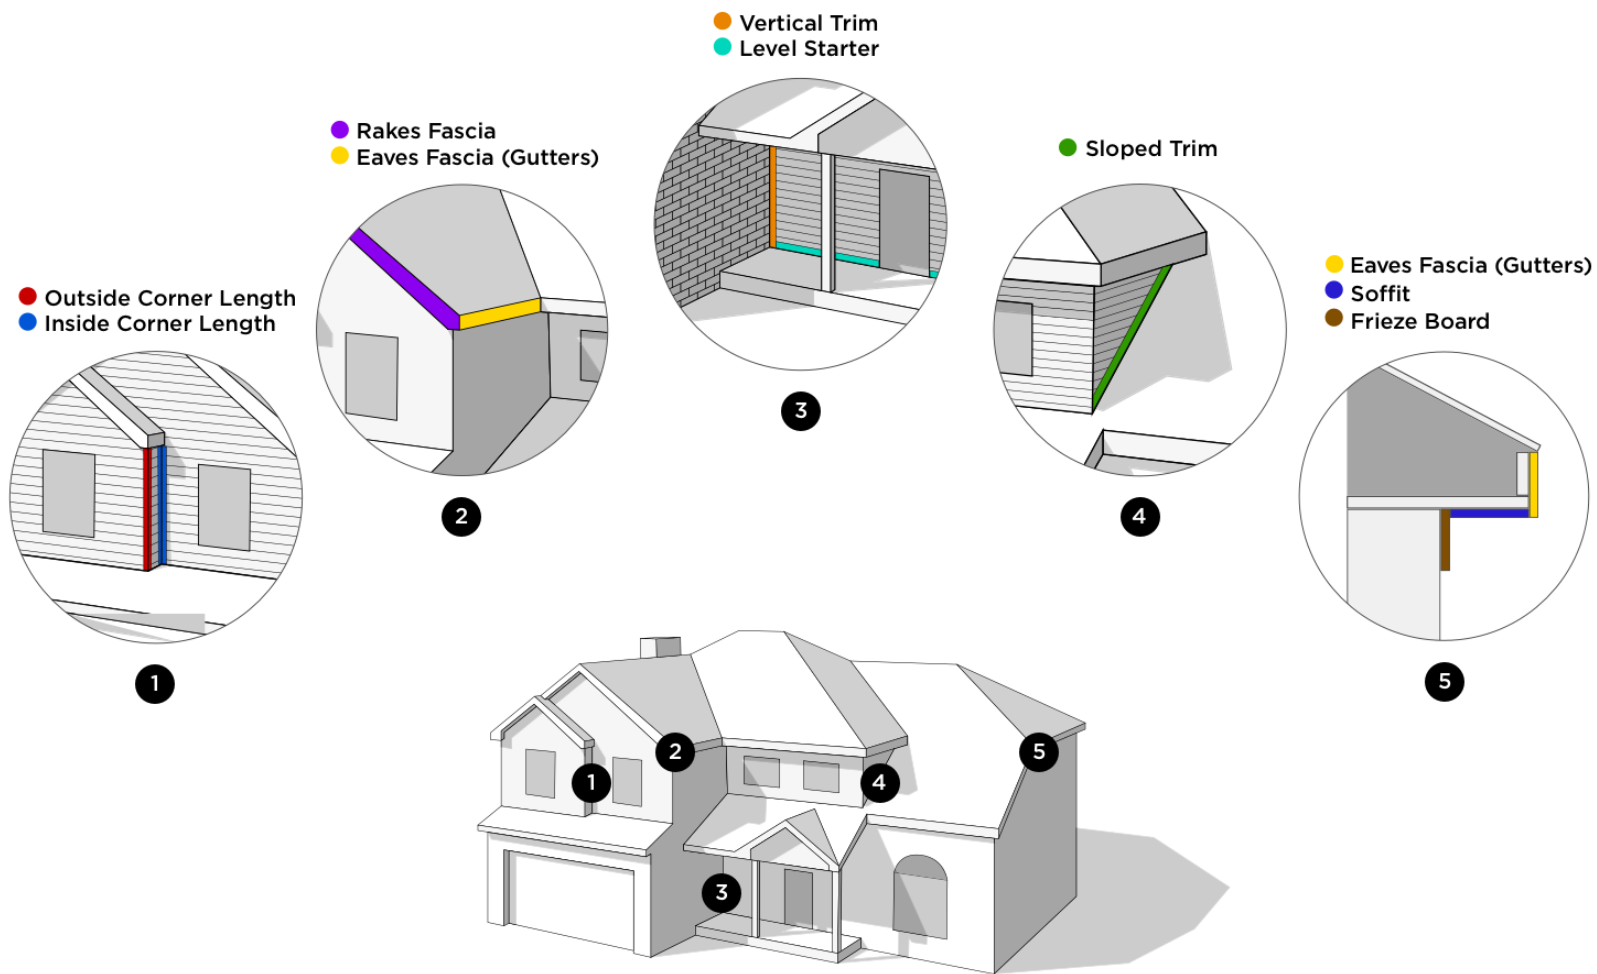 Vertical Trim
Level Starter
Rakes Fascia
Eaves Fascia (Gutters)
Sloped Trim
Outside Corner Length
Inside Corner Length
Eaves Fascia (Gutters)
Soffit
Frieze Board
3
2
4
1
5
2
5
1
4
3